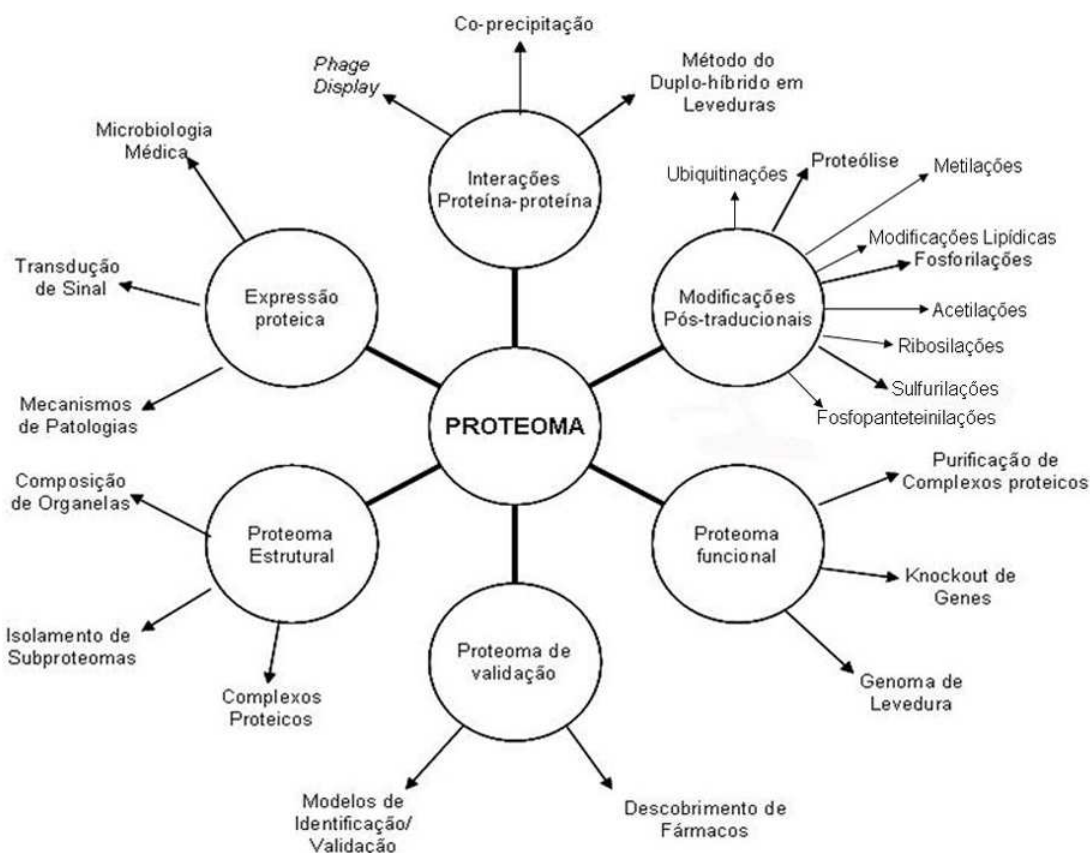 Co-precipitação
Phage
Display
Método do
Duplo-híbrido em
Leveduras
Interações
Proteína-proteína
Microbiologia
Médica
Transdução
de Sinal
Mecanismos
de Patologias
Expressão
proteica
Ubiquitinações
Proteólise
Metilações
Modificações Lipídicas
Fosforilações
Acetilações
Ribosilações
Sulfurilações
Fosfopanteteinilações
Modificações
Pós-traducionais
PROTEOMA
Composição
de Organelas
Isolamento de
Subproteomas
Complexos
Proteicos
Proteoma
Estrutural
Proteoma de
validação
Modelos de
Identificação/
Validação
Descobrimento de
Fármacos
Proteoma
funcional
Purificação de
Complexos proteicos
Knockout de
Genes
Genoma de
Levedura